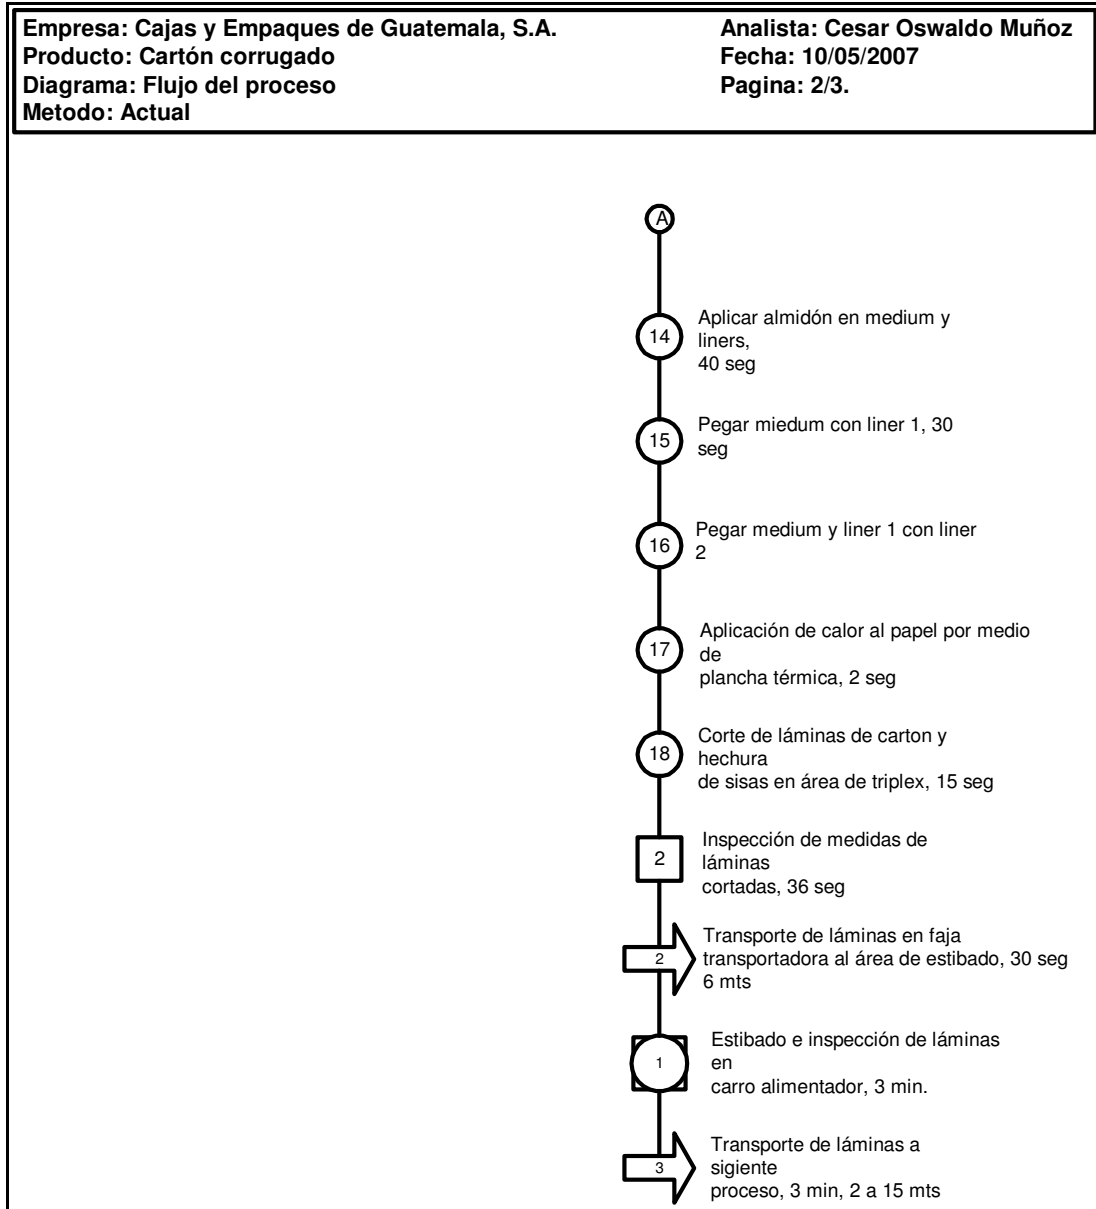 Empresa: Cajas y Empaques de Guatemala, S.A.
Analista: Cesar Oswaldo Muñoz
Producto: Cartón corrugado
Fecha: 10/05/2007
Diagrama: Flujo del proceso
Pagina: 2/3.
Metodo: Actual
A
14
Aplicar almidón en medium y
liners,
40 seg
15
Pegar miedum con liner 1, 30
seg
16
Pegar medium y liner 1 con liner
2
17
Aplicación de calor al papel por medio
de
plancha térmica, 2 seg
18
Corte de láminas de carton y
hechura
de sisas en área de triplex, 15 seg
2
Inspección de medidas de
láminas
cortadas, 36 seg
2
Transporte de láminas en faja
transportadora al área de estibado, 30 seg
6 mts
1
Estibado e inspección de láminas
en
carro alimentador, 3 min.
3
Transporte de láminas a
sigiente
proceso, 3 min, 2 a 15 mts